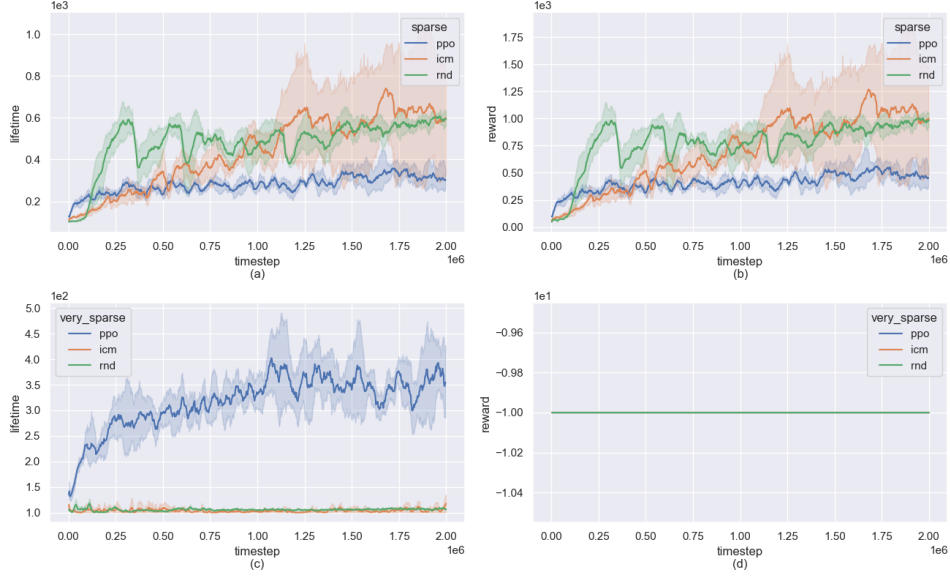 1e3
sparse
ppo
icm
rnd
1.0
0.8
0.6
0.4
0.2
lifetime
0.00 0.25 0.50 0.75 1.00 1.25 1.50 1.75 2.00
timestep 1e6
(a)
1e3
sparse
ppo
icm
rnd
1.75
1.50
1.25
1.00
0.75
0.50
0.25
0.00
reward
0.00 0.25 0.50 0.75 1.00 1.25 1.50 1.75 2.00
timestep 1e6
(b)
1e2
very_sparse
ppo
icm
rnd
5.0
4.5
4.0
3.5
3.0
2.5
2.0
1.5
1.0
lifetime
0.00 0.25 0.50 0.75 1.00 1.25 1.50 1.75 2.00
timestep 1e6
(c)
1e1
very_sparse
ppo
icm
rnd
−0.96
−0.98
−1.00
−1.02
−1.04
reward
0.00 0.25 0.50 0.75 1.00 1.25 1.50 1.75 2.00
timestep 1e6
(d)